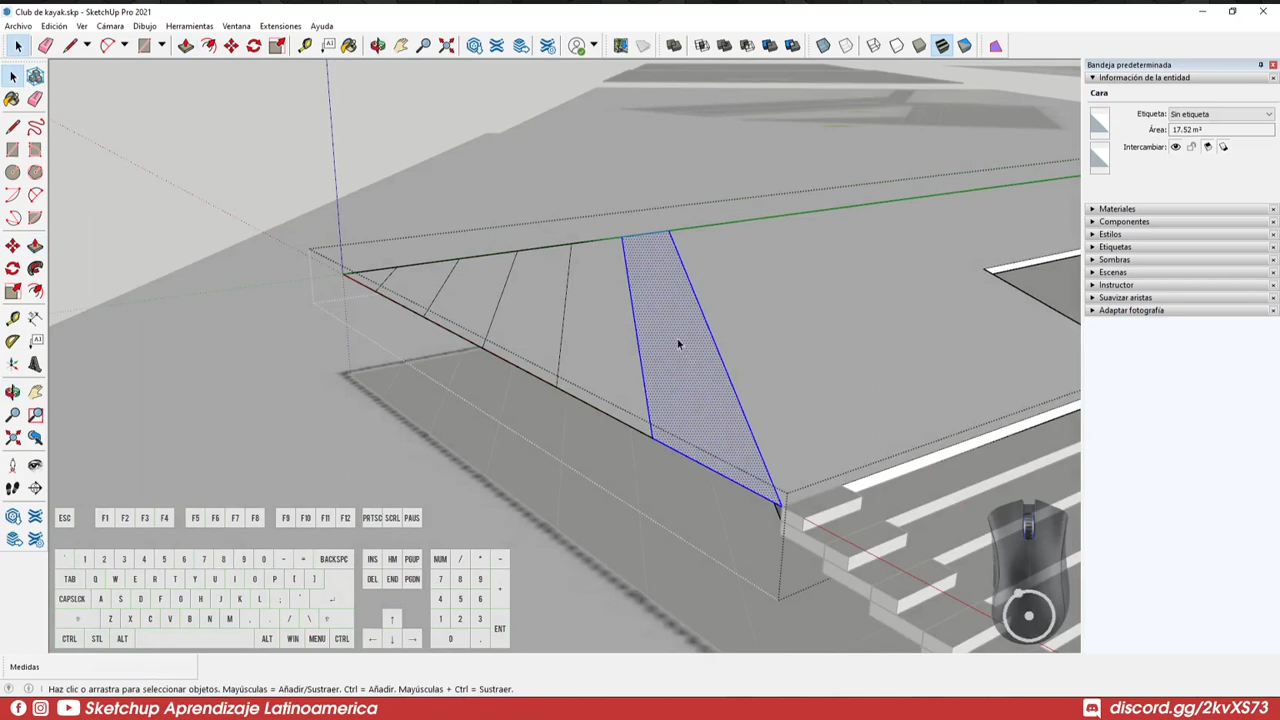 Club de kayak.skp - SketchUp Pro 2021
Archivo Edición Ver Cámara Dibujo Herramientas Ventana Extensiones Ayuda
Bandeja predeterminada
Información de la entidad
Cara
Etiqueta: Sin etiqueta
Área: 17.52 m²
Intercambiar:
Materiales
Componentes
Estilos
Etiquetas
Sombras
Escenas
Instructor
Suavizar aristas
Adaptar fotografía
ESC F1 F2 F3 F4 F5 F6 F7 F8 F9 F10 F11 F12 PRTSC SCRL PAUS
` 1 2 3 4 5 6 7 8 9 0 - = BACKSPC INS HM PGUP NUM / * -
TAB Q W E R T Y U I O P [ ] DEL END PGDN 7 8 9
CAPSLCK A S D F G H J K L ; ' ↵ 4 5 6 +
⇧ Z X C V B N M , . / \ ⇧ ↑ 1 2 3
CTRL STL ALT ALT WIN MENU CTRL ← ↓ → 0 . ENT
Medidas
Haz clic o arrastra para seleccionar objetos. Mayúsculas = Añadir/Sustraer. Ctrl = Añadir. Mayúsculas + Ctrl = Sustraer.
Sketchup Aprendizaje Latinoamerica
discord.gg/2kvXS73